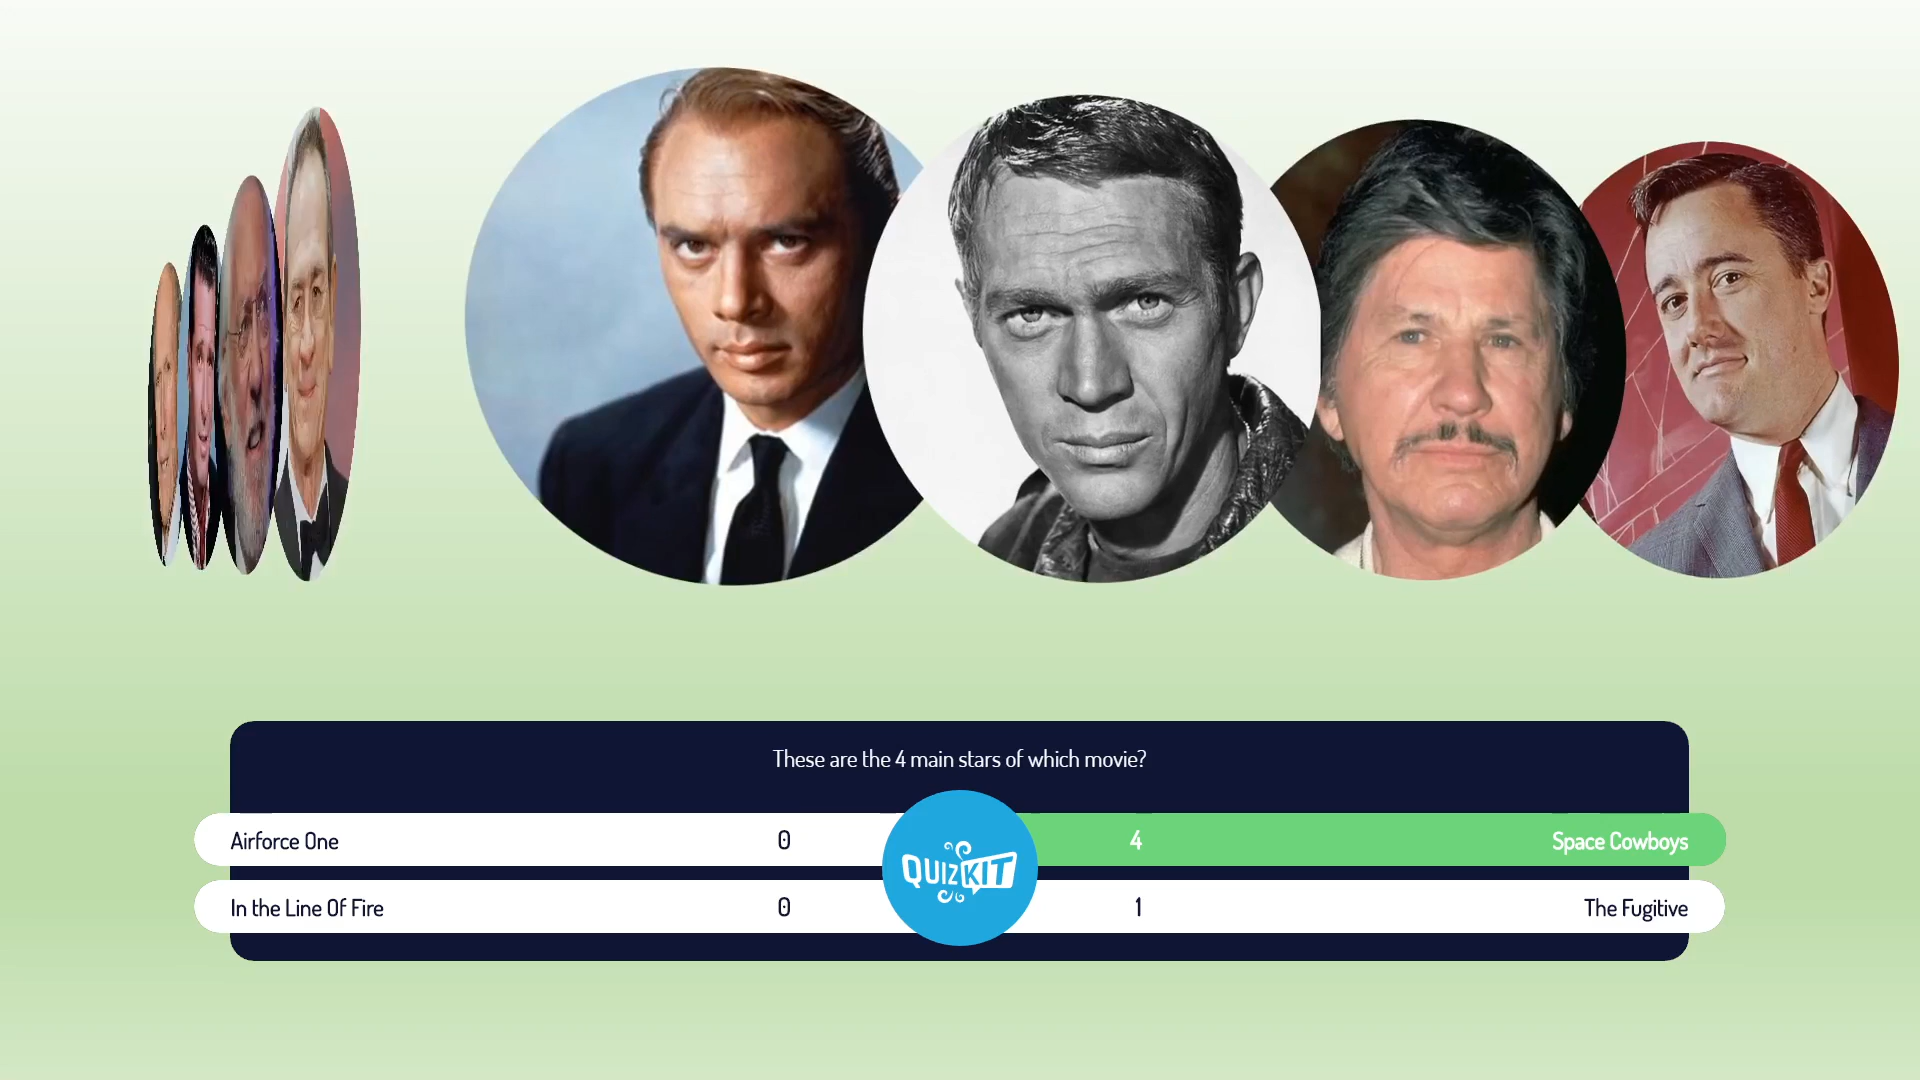 These are the 4 main stars of which movie?
Airforce One 0 4 Space Cowboys
QUIZKIT
In the Line Of Fire 0 1 The Fugitive